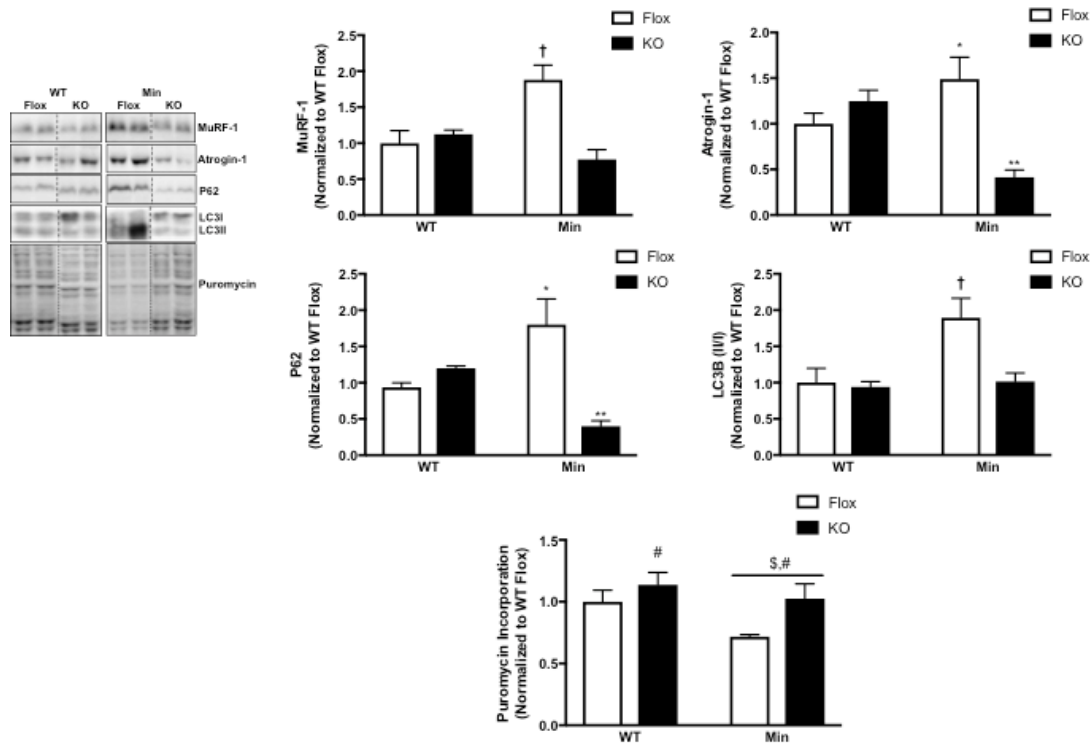 WT Min
Flox KO Flox KO
MuRF-1
Atrogin-1
P62
LC3I
LC3II
Puromycin
Flox
KO
MuRF-1
(Normalized to WT Flox)
2.5
2.0
1.5
1.0
0.5
0.0
†
WT Min
Flox
KO
Atrogin-1
(Normalized to WT Flox)
2.0
1.5
1.0
0.5
0.0
*
**
WT Min
Flox
KO
P62
(Normalized to WT Flox)
2.5
2.0
1.5
1.0
0.5
0.0
*
**
WT Min
Flox
KO
LC3B (II/I)
(Normalized to WT Flox)
2.5
2.0
1.5
1.0
0.5
0.0
†
WT Min
Flox
KO
Puromycin Incorporation
(Normalized to WT Flox)
1.5
1.0
0.5
0.0
#
$,#
WT Min